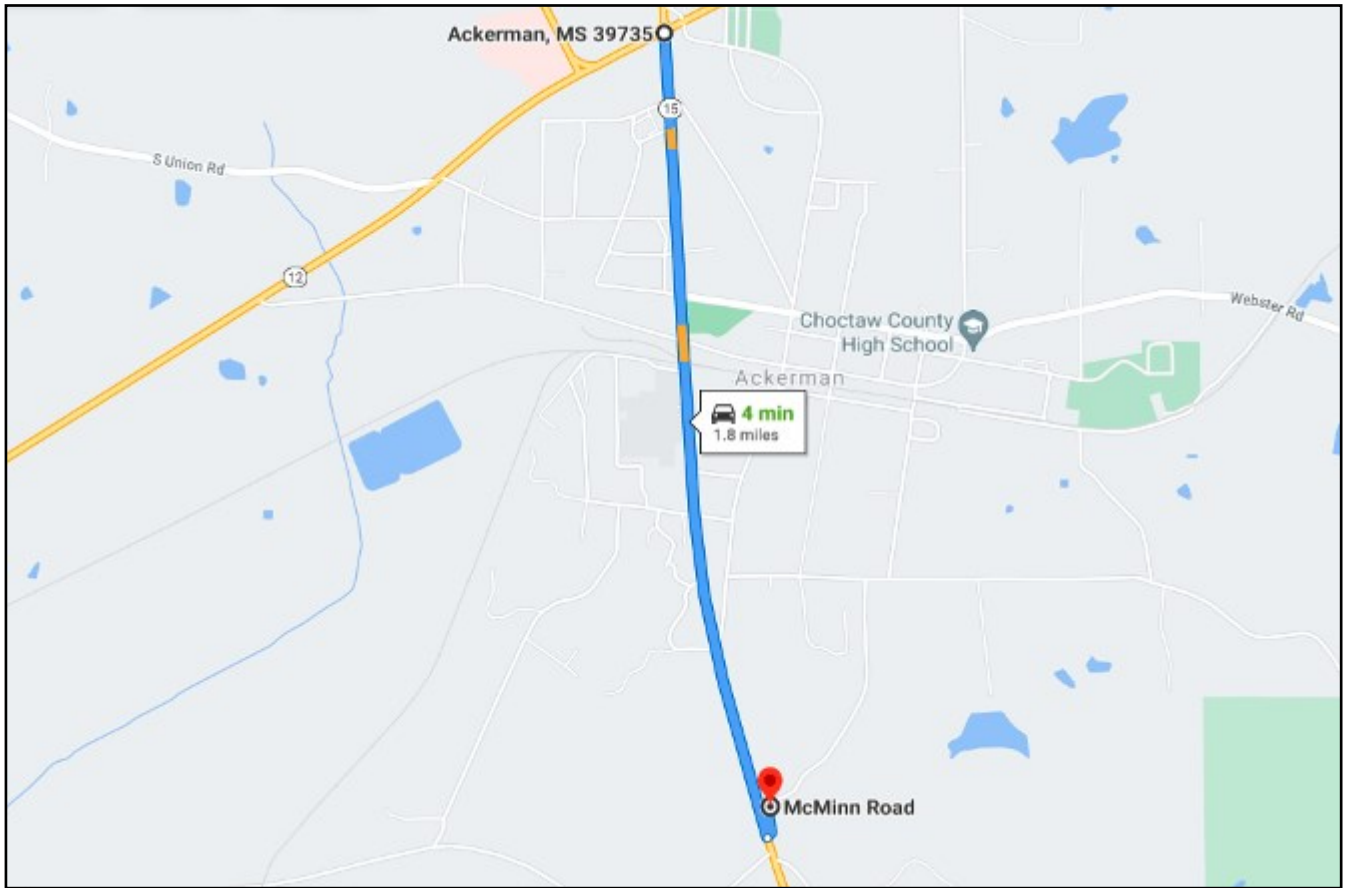 Ackerman, MS 39735
15
S Union Rd
12
Webster Rd
Choctaw County
High School
Ackerman
4 min
1.8 miles
McMinn Road